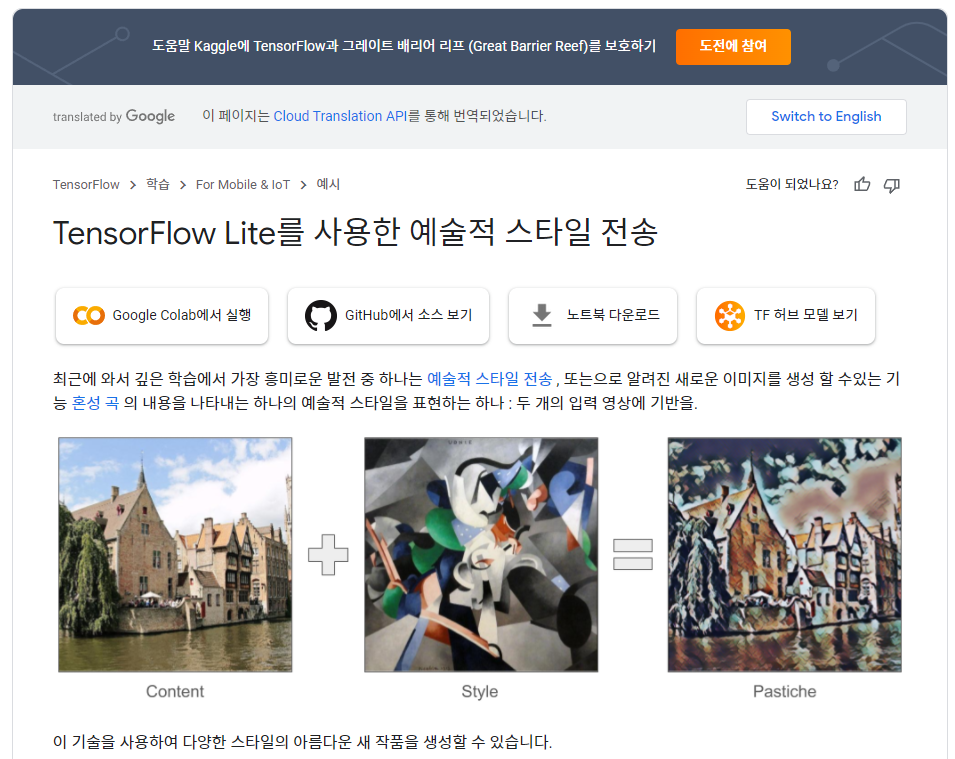 도움말 Kaggle에 TensorFlow과 그레이트 배리어 리프 (Great Barrier Reef)를 보호하기 도전에 참여
translated by Google 이 페이지는 Cloud Translation API를 통해 번역되었습니다. Switch to English
TensorFlow > 학습 > For Mobile & IoT > 예시 도움이 되었나요?
TensorFlow Lite를 사용한 예술적 스타일 전송
Google Colab에서 실행 GitHub에서 소스 보기 노트북 다운로드 TF 허브 모델 보기
최근에 와서 깊은 학습에서 가장 흥미로운 발전 중 하나는 예술적 스타일 전송 , 또는으로 알려진 새로운 이미지를 생성 할 수있는 기
능 혼성 곡 의 내용을 나타내는 하나의 예술적 스타일을 표현하는 하나 : 두 개의 입력 영상에 기반을.
Content Style Pastiche
이 기술을 사용하여 다양한 스타일의 아름다운 새 작품을 생성할 수 있습니다.